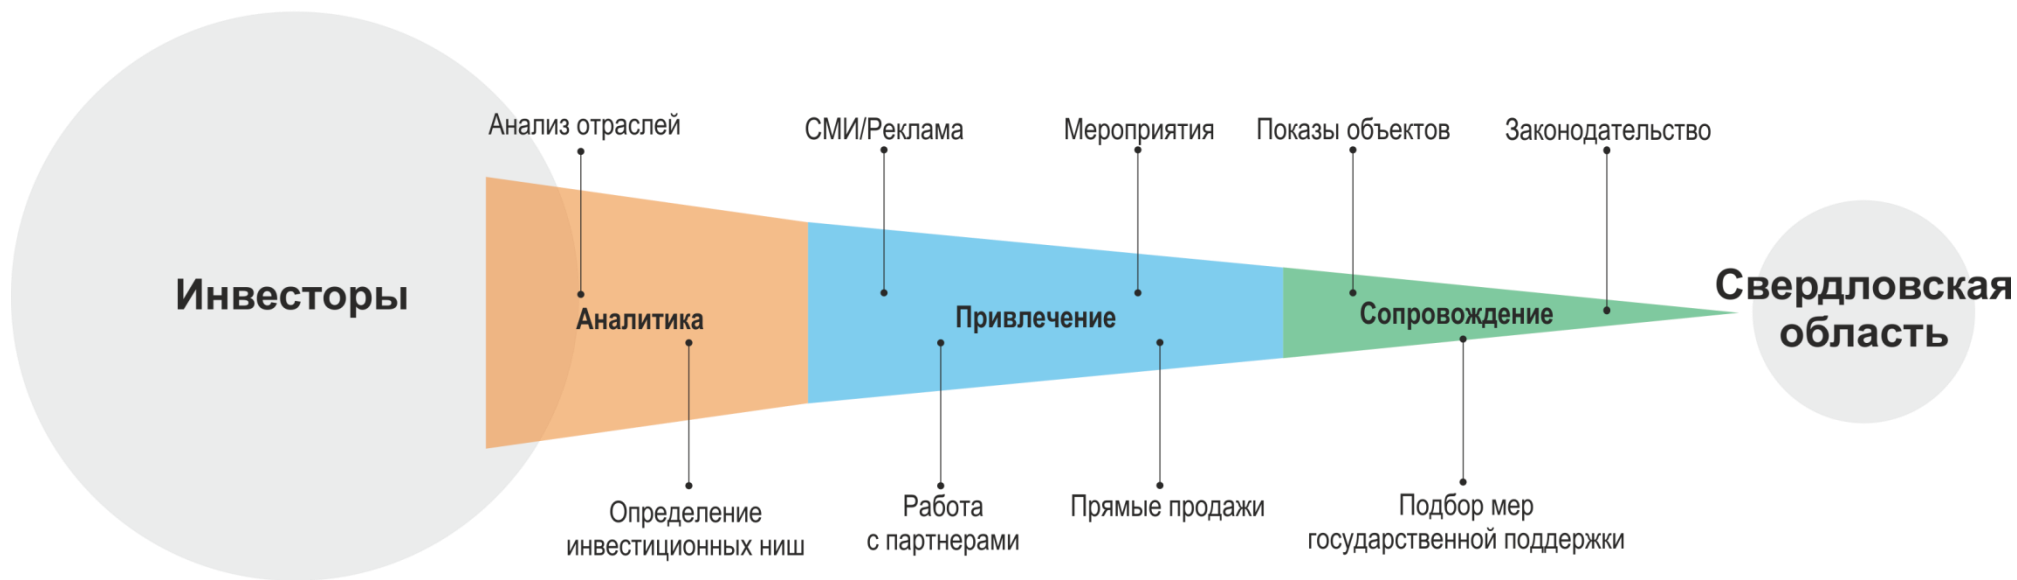 Анализ отраслей
СМИ/Реклама
Мероприятия
Показы объектов
Законодательство
Инвесторы
Аналитика
Привлечение
Сопровождение
Свердловская
область
Определение
инвестиционных ниш
Работа
с партнерами
Прямые продажи
Подбор мер
государственной поддержки